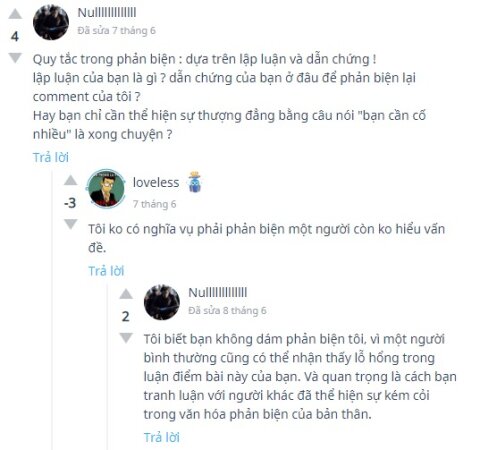 Nulllllllllllll
Đã sửa 7 tháng 6
4
Quy tắc trong phản biện : dựa trên lập luận và dẫn chứng !
lập luận của bạn là gì ? dẫn chứng của bạn ở đâu để phản biện lại
comment của tôi ?
Hay bạn chỉ cần thể hiện sự thượng đẳng bằng câu nói "bạn cần cố
nhiều" là xong chuyện ?
Trả lời
loveless
-3
7 tháng 6
Tôi ko có nghĩa vụ phải phản biện một người còn ko hiểu vấn
đề.
Trả lời
Nulllllllllllll
Đã sửa 8 tháng 6
2
Tôi biết bạn không dám phản biện tôi, vì một người
bình thường cũng có thể nhận thấy lỗ hổng trong
luận điểm bài này của bạn. Và quan trọng là cách bạn
tranh luận với người khác đã thể hiện sự kém cỏi
trong văn hóa phản biện của bản thân.
Trả lời